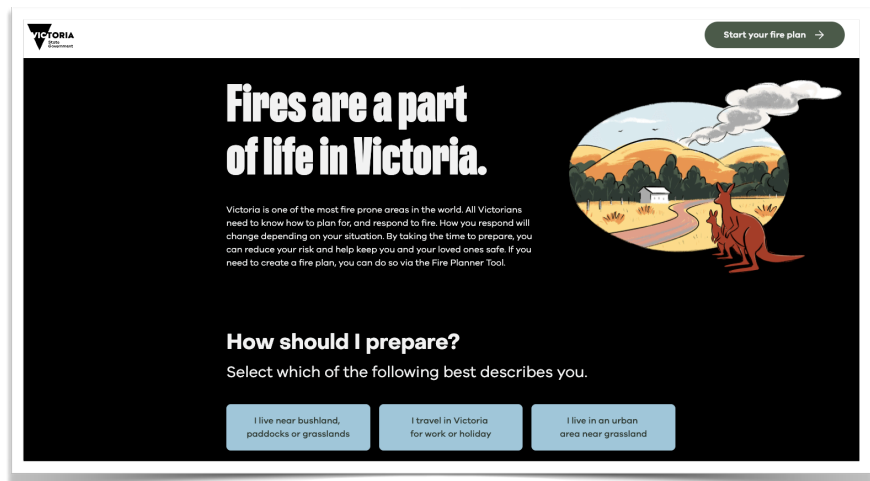 VICTORIA
State
Government
Start your fire plan
Fires are a part
of life in Victoria.
Victoria is one of the most fire prone areas in the world. All Victorians
need to know how to plan for, and respond to fire. How you respond will
change depending on your situation. By taking the time to prepare, you
can reduce your risk and help keep you and your loved ones safe. If you
need to create a fire plan, you can do so via the Fire Planner Tool.
How should I prepare?
Select which of the following best describes you.
I live near bushland,
paddocks or grasslands
I travel in Victoria
for work or holiday
I live in an urban
area near grassland